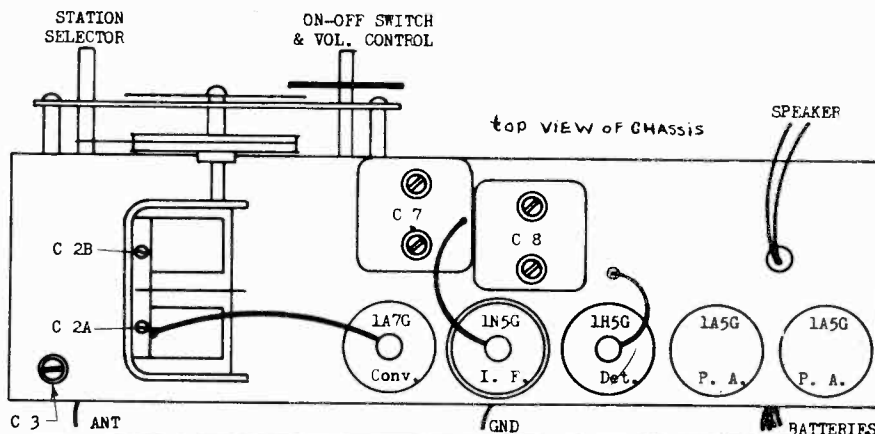 STATION
SELECTOR
ON-OFF SWITCH
& VOL. CONTROL
top VIEW OF CHASSIS
SPEAKER
C 7
C 8
C 2B
C 2A
1A7G
Conv.
1N5G
I. F.
1H5G
Det.
1A5G
P. A.
1A5G
P. A.
C 3
ANT
GND
BATTERIES